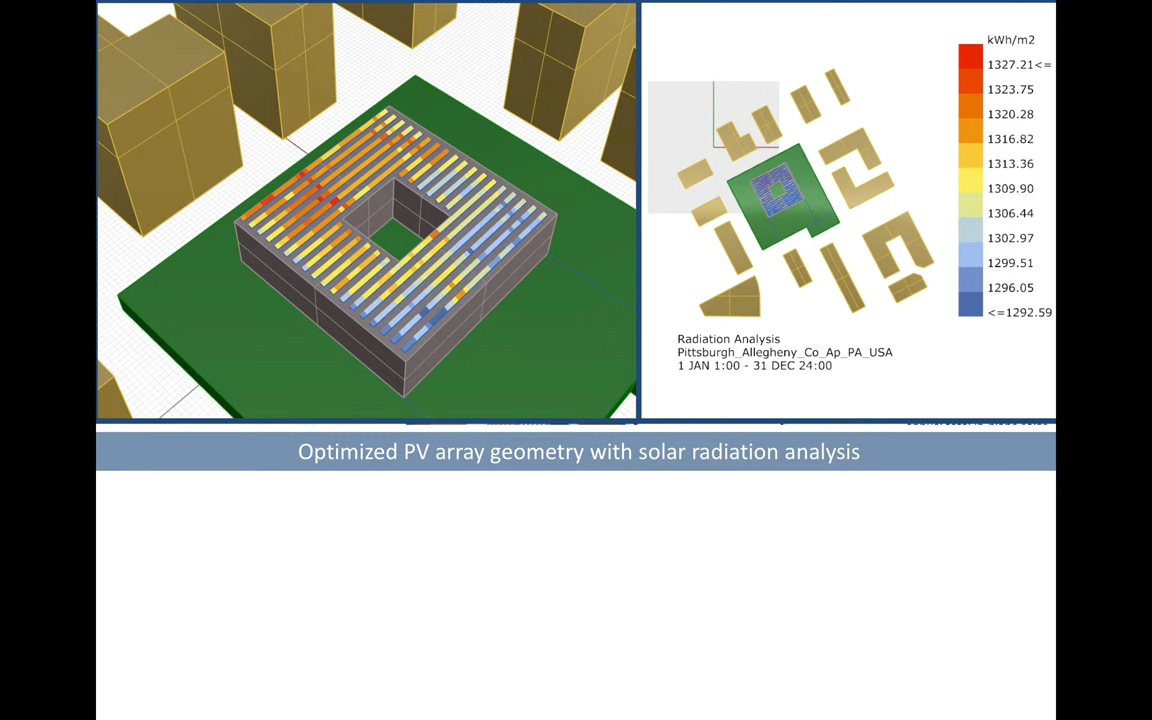 kWh/m2
1327.21<=
1323.75
1320.28
1316.82
1313.36
1309.90
1306.44
1302.97
1299.51
1296.05
<=1292.59
Radiation Analysis
Pittsburgh_Allegheny_Co_Ap_PA_USA
1 JAN 1:00 - 31 DEC 24:00
Optimized PV array geometry with solar radiation analysis